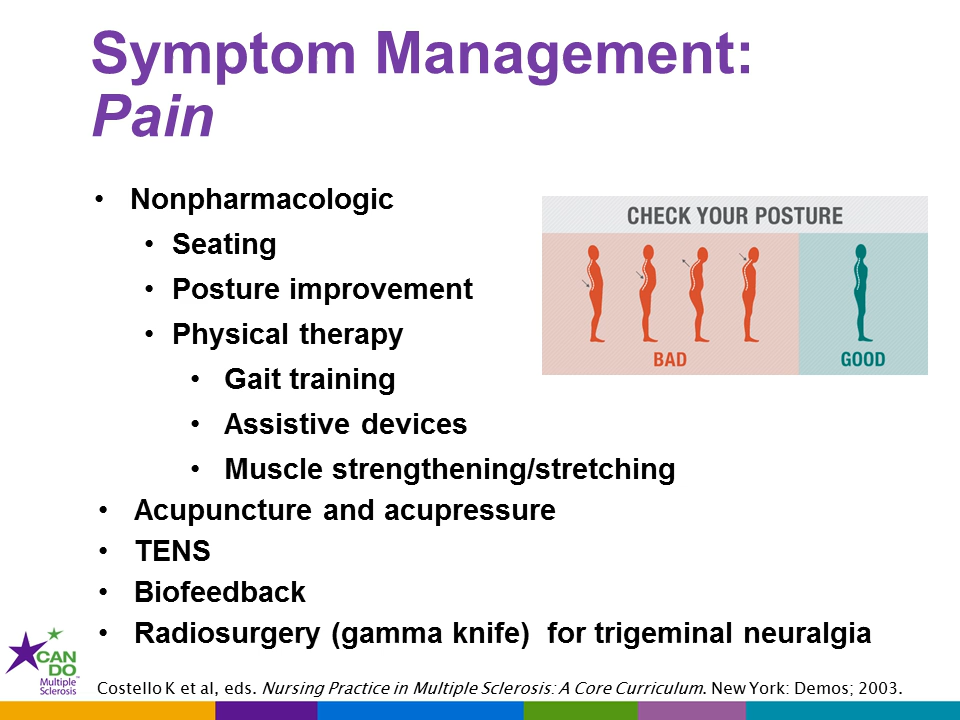 Symptom Management:
Pain
• Nonpharmacologic
• Seating
• Posture improvement
• Physical therapy
• Gait training
• Assistive devices
• Muscle strengthening/stretching
• Acupuncture and acupressure
• TENS
• Biofeedback
• Radiosurgery (gamma knife)  for trigeminal neuralgia
CHECK YOUR POSTURE
BAD
GOOD
CAN
DO
Multiple
Sclerosis
Costello K et al, eds. Nursing Practice in Multiple Sclerosis: A Core Curriculum. New York: Demos; 2003.